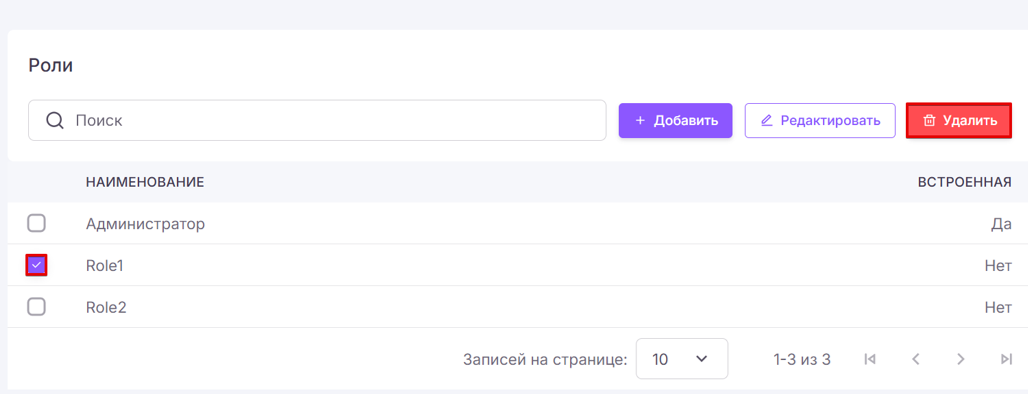 Роли
Поиск
+ Добавить
Редактировать
Удалить
НАИМЕНОВАНИЕ ВСТРОЕННАЯ
Администратор Да
Role1 Нет
Role2 Нет
Записей на странице: 10 1-3 из 3